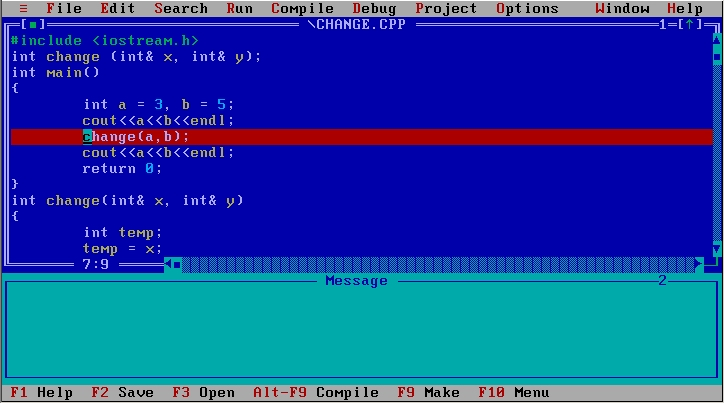 ≡ File Edit Search Run Compile Debug Project Options Window Help
[■] \CHANGE.CPP 1=[↑]
#include <iostream.h>
int change (int& x, int& y);
int main()
{
int a = 3, b = 5;
cout<<a<<b<<endl;
change(a,b);
cout<<a<<b<<endl;
return 0;
}
int change(int& x, int& y)
{
int temp;
temp = x;
7:9
Message 2
F1 Help F2 Save F3 Open Alt-F9 Compile F9 Make F10 Menu